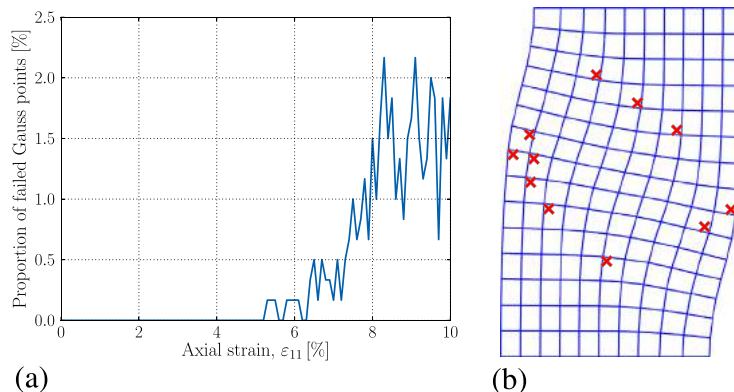 2.5
2.0
1.5
1.0
0.5
0.0
Proportion of failed Gauss points [%]
0 2 4 6 8 10
Axial strain, ε₁₁ [%]
(a) (b)